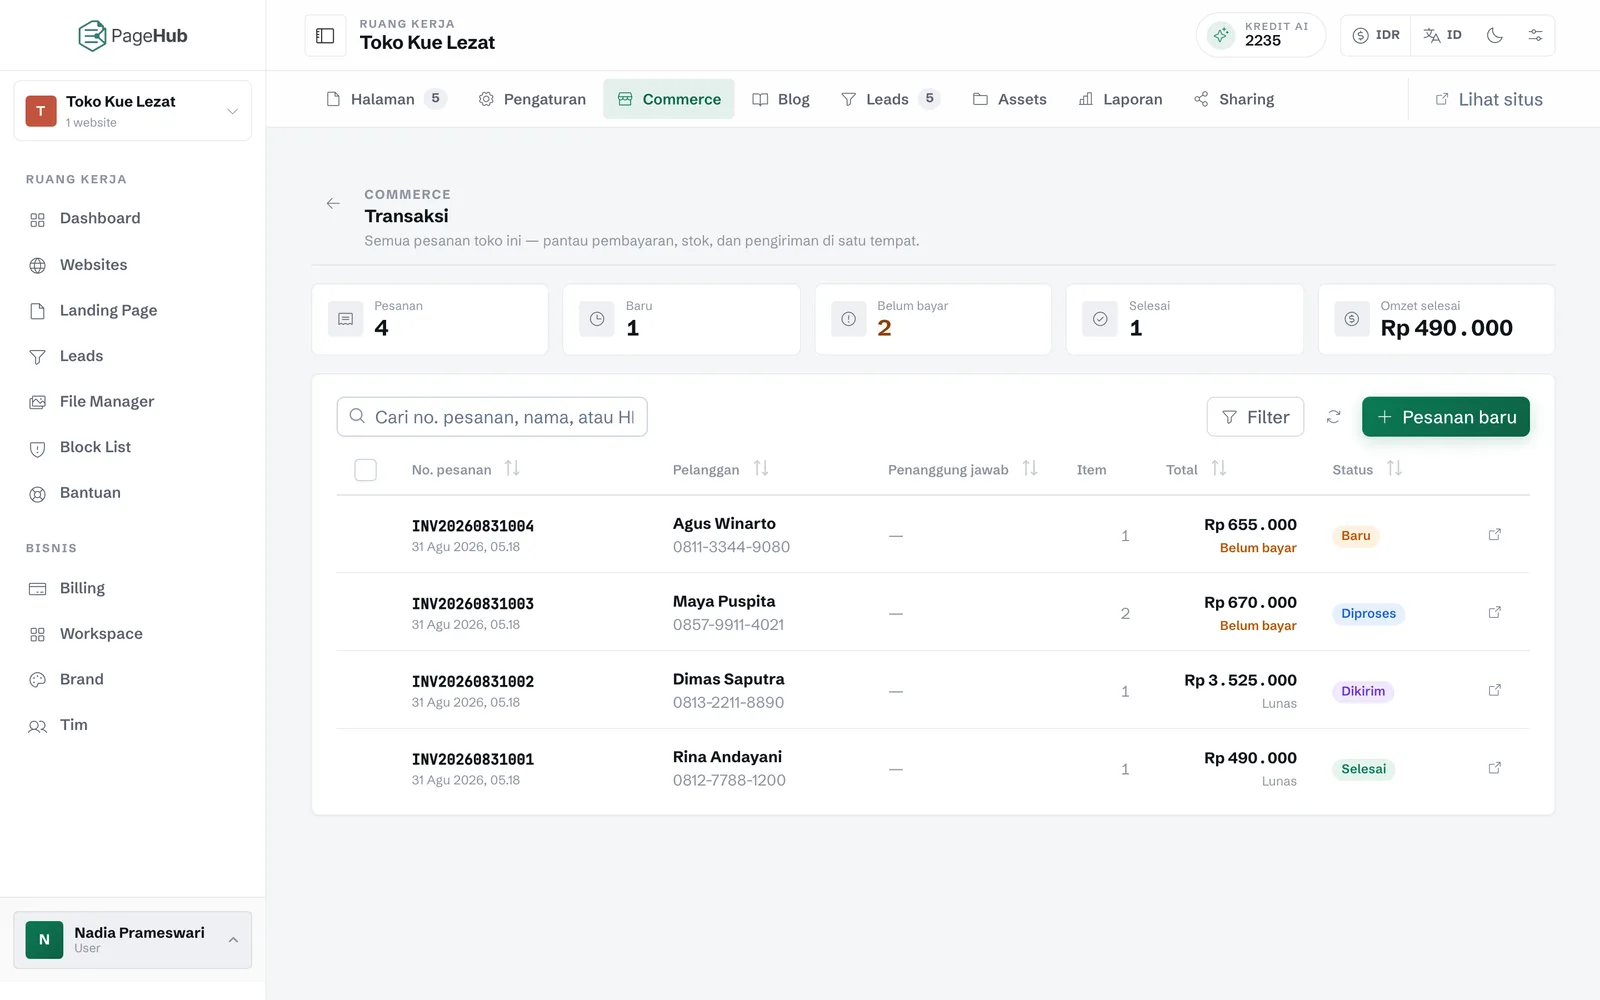 PageHub
RUANG KERJA
Toko Kue Lezat
KREDIT AI
2235
IDR
ID
T
Toko Kue Lezat
1 website
Halaman 5
Pengaturan
Commerce
Blog
Leads 5
Assets
Laporan
Sharing
Lihat situs
RUANG KERJA
Dashboard
Websites
Landing Page
Leads
File Manager
Block List
Bantuan
BISNIS
Billing
Workspace
Brand
Tim
N
Nadia Prameswari
User
COMMERCE
Transaksi
Semua pesanan toko ini — pantau pembayaran, stok, dan pengiriman di satu tempat.
Pesanan
4
Baru
1
Belum bayar
2
Selesai
1
Omzet selesai
Rp 490.000
Cari no. pesanan, nama, atau HI
Filter
Pesanan baru
No. pesanan
Pelanggan
Penanggung jawab
Item
Total
Status
INV20260831004
31 Agu 2026, 05.18
Agus Winarto
0811-3344-9080
—
1
Rp 655.000
Belum bayar
Baru
INV20260831003
31 Agu 2026, 05.18
Maya Puspita
0857-9911-4021
—
2
Rp 670.000
Belum bayar
Diproses
INV20260831002
31 Agu 2026, 05.18
Dimas Saputra
0813-2211-8890
—
1
Rp 3.525.000
Lunas
Dikirim
INV20260831001
31 Agu 2026, 05.18
Rina Andayani
0812-7788-1200
—
1
Rp 490.000
Lunas
Selesai